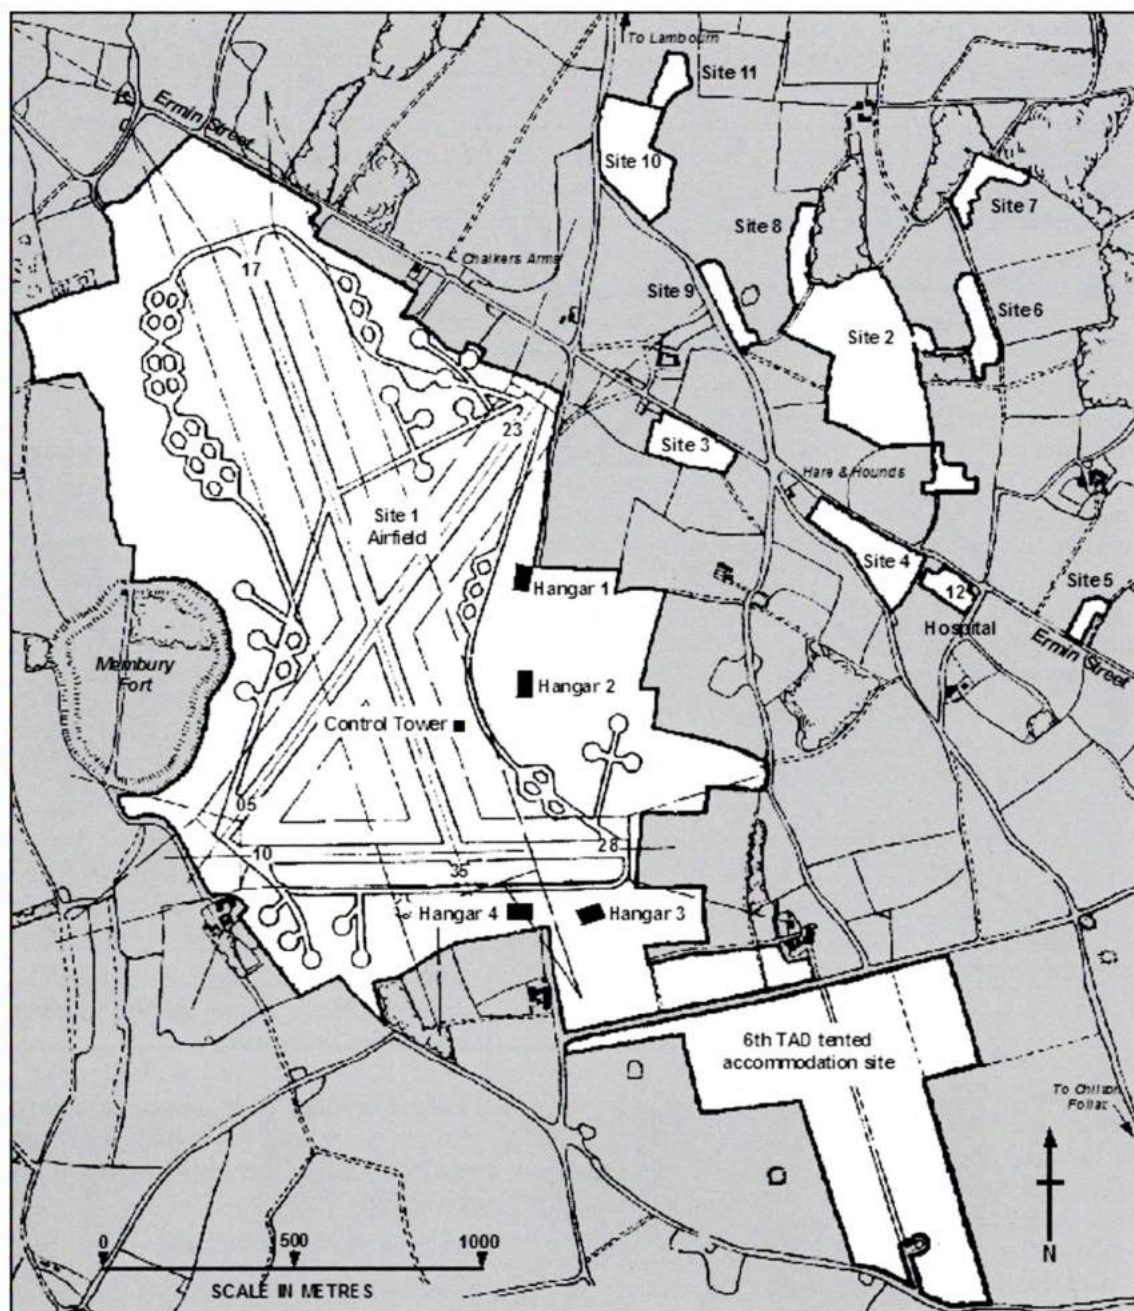 To Lambourn
Site 11
Ermin Street
Site 10
Site 7
Site 8
Chalkers Arms
17
Site 9
Site 6
Site 2
23
Site 3
Hare & Hounds
Site 1
Airfield
Site 4
Hangar 1
12
Site 5
Hospital
Ermin Street
Membury
Fort
Hangar 2
Control Tower
05
10
28
35
Hangar 4
Hangar 3
6th TAD tented
accommodation site
To Chilton
Foliat
0
500
1000
SCALE IN METRES
N